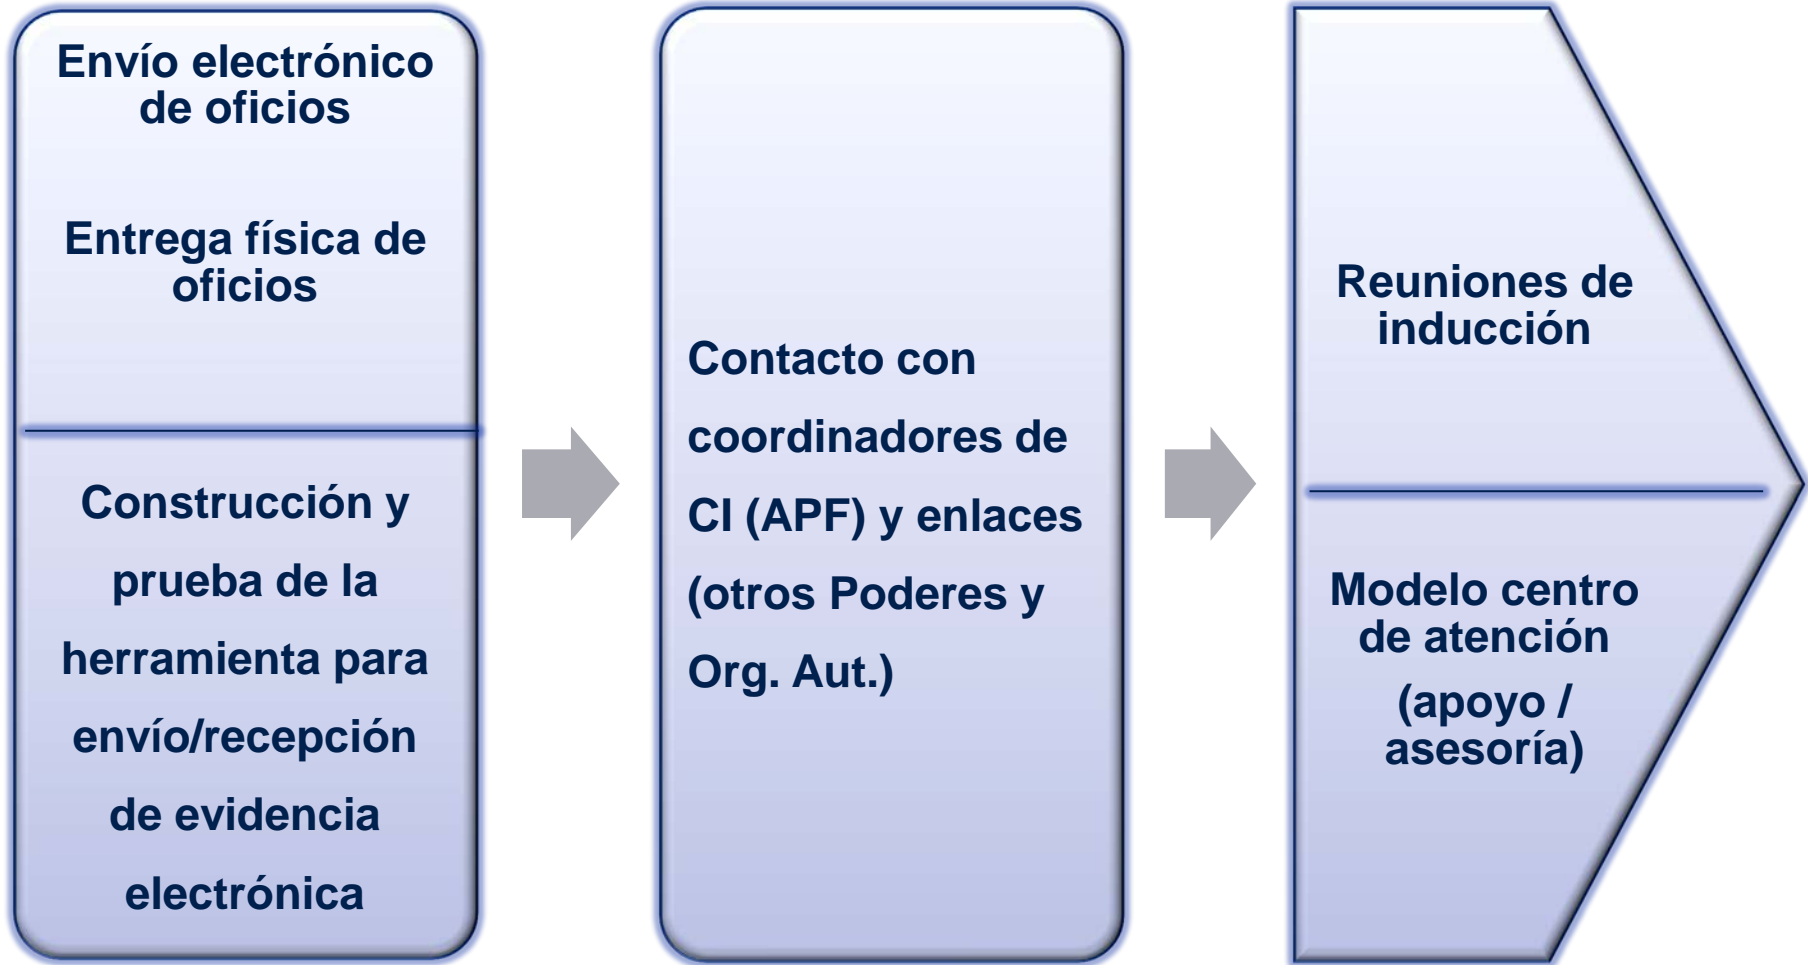 Envío electrónico
de oficios
Entrega física de
oficios
Construcción y
prueba de la
herramienta para
envío/recepción
de evidencia
electrónica
Contacto con
coordinadores de
CI (APF) y enlaces
(otros Poderes y
Org. Aut.)
Reuniones de
inducción
Modelo centro
de atención
(apoyo /
asesoría)